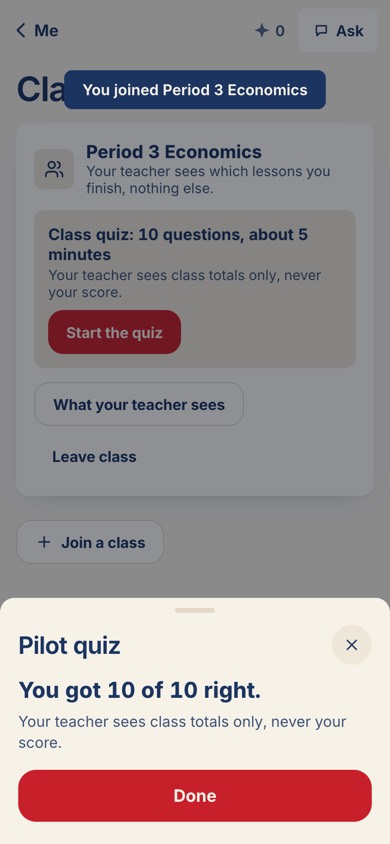 Me
0
Ask
Cla
You joined Period 3 Economics
Period 3 Economics
Your teacher sees which lessons you
finish, nothing else.
Class quiz: 10 questions, about 5
minutes
Your teacher sees class totals only, never
your score.
Start the quiz
What your teacher sees
Leave class
Join a class
Pilot quiz
You got 10 of 10 right.
Your teacher sees class totals only, never your
score.
Done